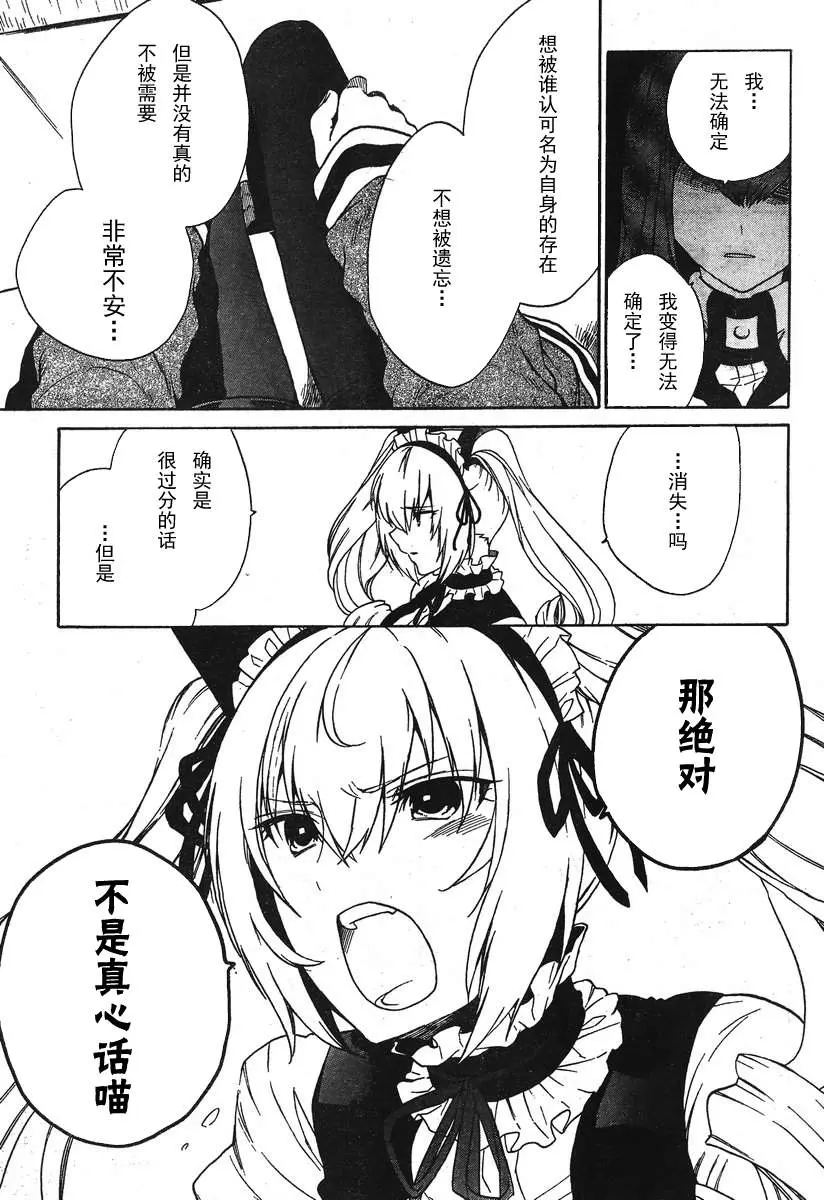 我…
无法确定
我变得无法
确定了…
想被谁认可名为自身的存在
不想被遗忘…
但是并没有真的
不被需要
非常不安…
…消失…吗
确实是
很过分的话
…但是
那绝对
不是真心话喵